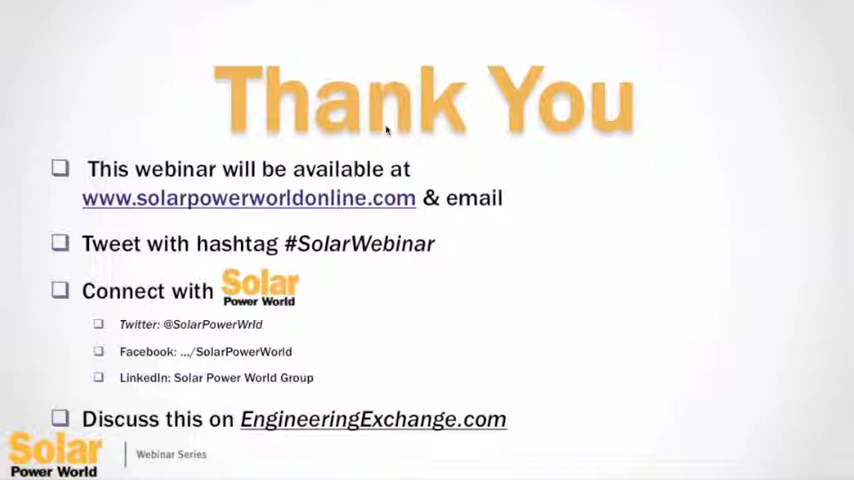 Thank You
This webinar will be available at
www.solarpowerworldonline.com & email
Tweet with hashtag #SolarWebinar
Connect with Solar Power World
Twitter: @SolarPowerWrld
Facebook: .../SolarPowerWorld
LinkedIn: Solar Power World Group
Discuss this on EngineeringExchange.com
Solar
Power World
Webinar Series